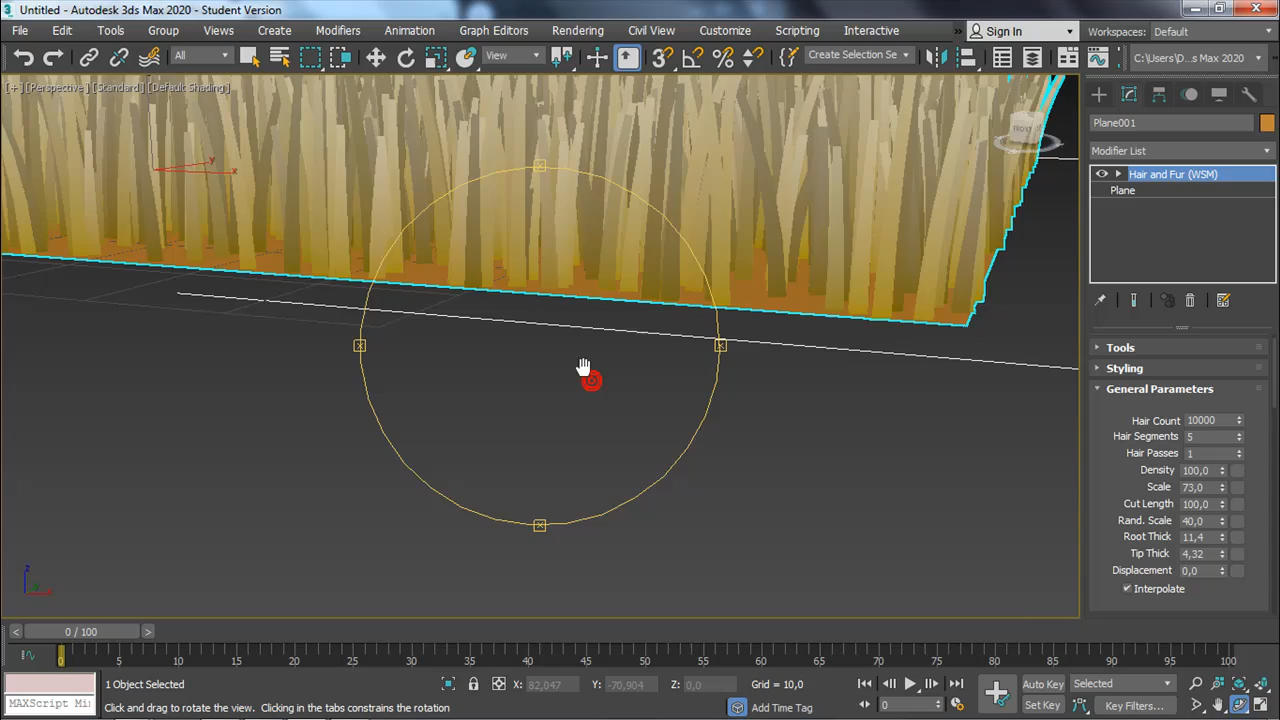 Untitled - Autodesk 3ds Max 2020 - Student Version
File Edit Tools Group Views Create Modifiers Animation Graph Editors Rendering Civil View Customize Scripting Interactive » Sign In Workspaces: Default
All View Create Selection Se C:\Users\D...s Max 2020
[+] [Perspective] [Standard] [Default Shading]
y
x
Plane001
Modifier List
Hair and Fur (WSM)
Plane
Tools
Styling
General Parameters
Hair Count 10000
Hair Segments 5
Hair Passes 1
Density 100,0
Scale 73,0
Cut Length 100,0
Rand. Scale 40,0
Root Thick 11,4
Tip Thick 4,32
Displacement 0,0
Interpolate
z
x
< 0 / 100 >
0 5 10 15 20 25 30 35 40 45 50 55 60 65 70 75 80 85 90 95 100
1 Object Selected X: 82,047 Y: -70,904 Z: 0,0 Grid = 10,0 Auto Key Selected
MAXScript Mi Click and drag to rotate the view. Clicking in the tabs constrains the rotation Add Time Tag 0 Set Key Key Filters...